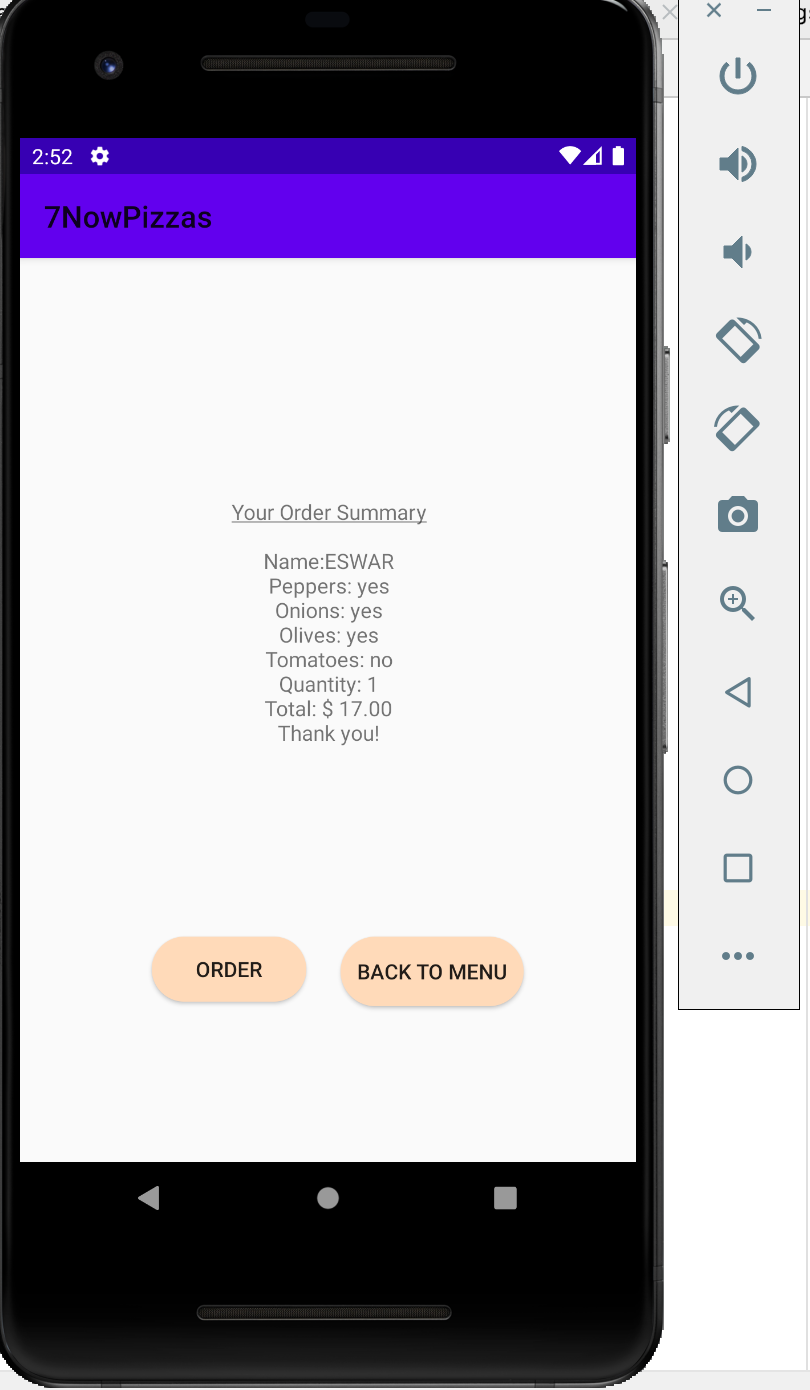 2:52
7NowPizzas
Your Order Summary
Name:ESWAR
Peppers: yes
Onions: yes
Olives: yes
Tomatoes: no
Quantity: 1
Total: $ 17.00
Thank you!
ORDER
BACK TO MENU